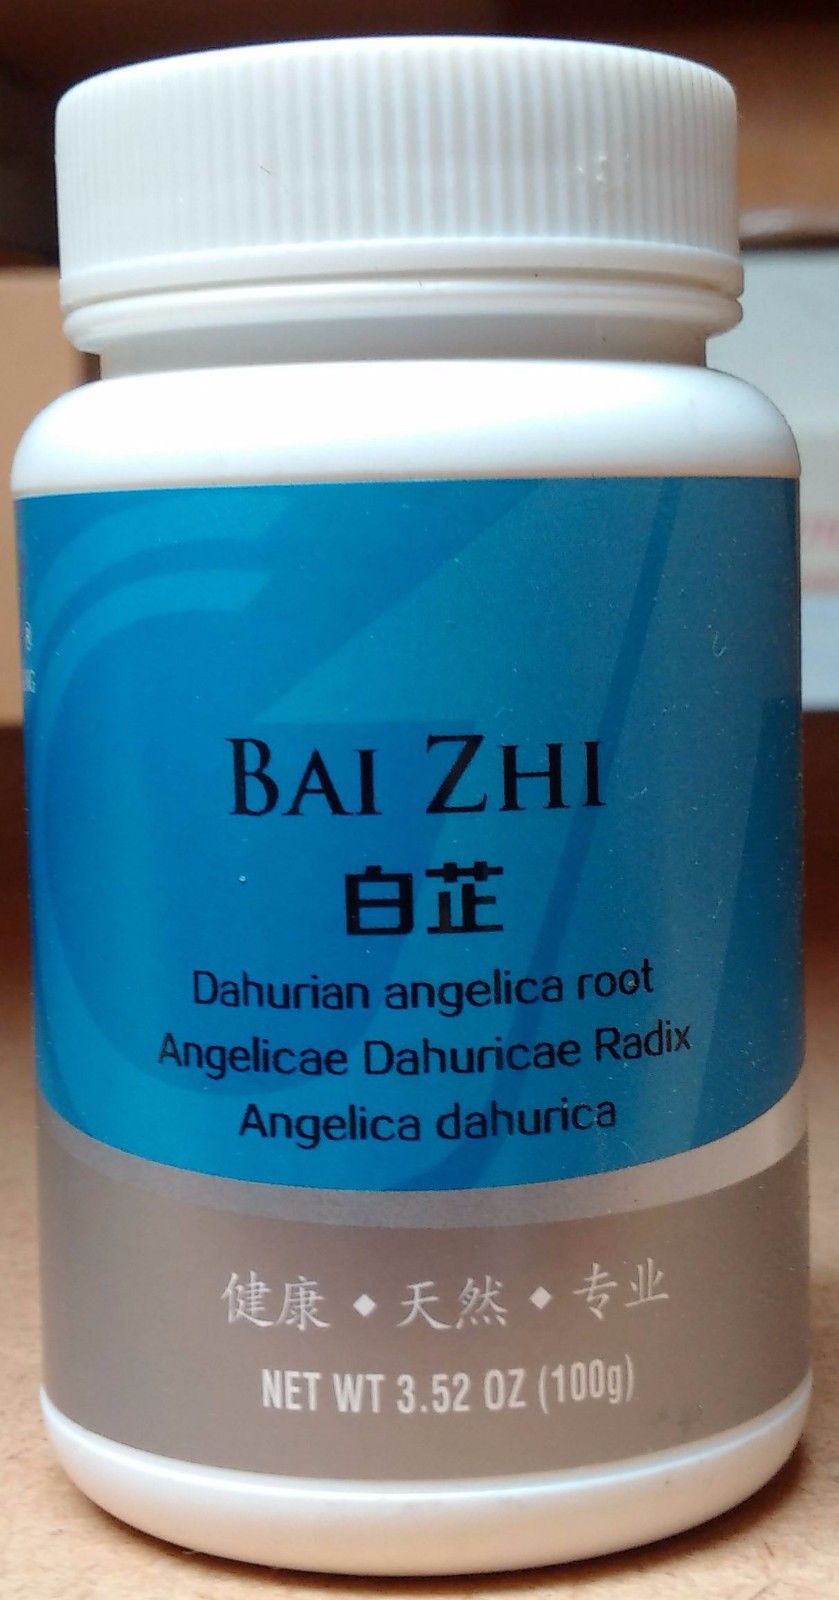 BAI ZHI
白芷
Dahurian angelica root
Angelicae Dahuricae Radix
Angelica dahurica
健康◆天然◆专业
NET WT 3.52 OZ (100g)